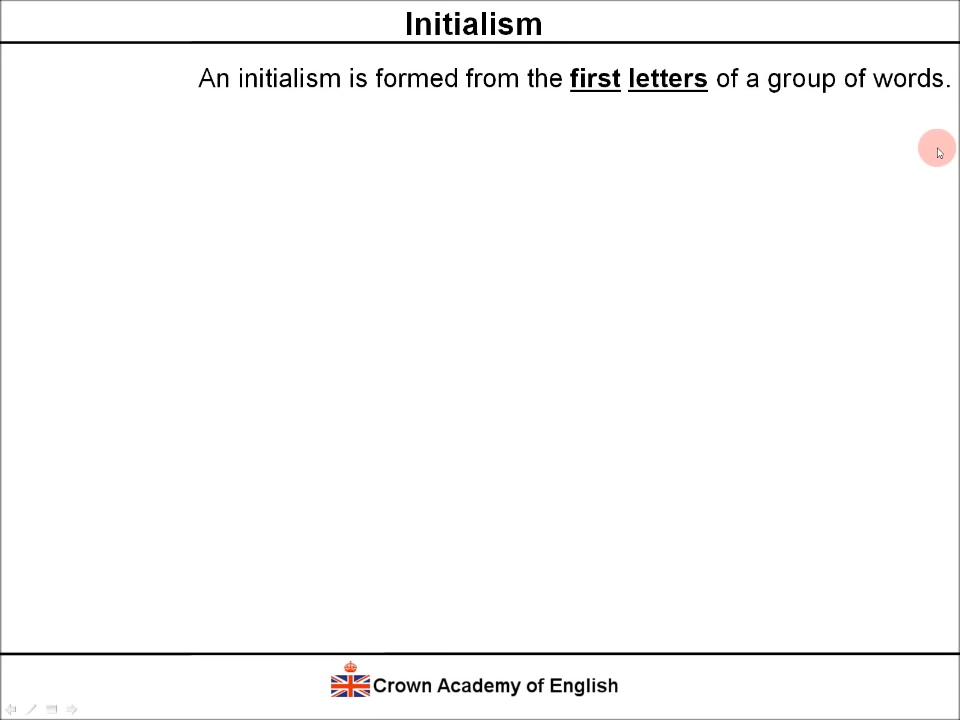 Initialism
An initialism is formed from the first letters of a group of words.
Crown Academy of English